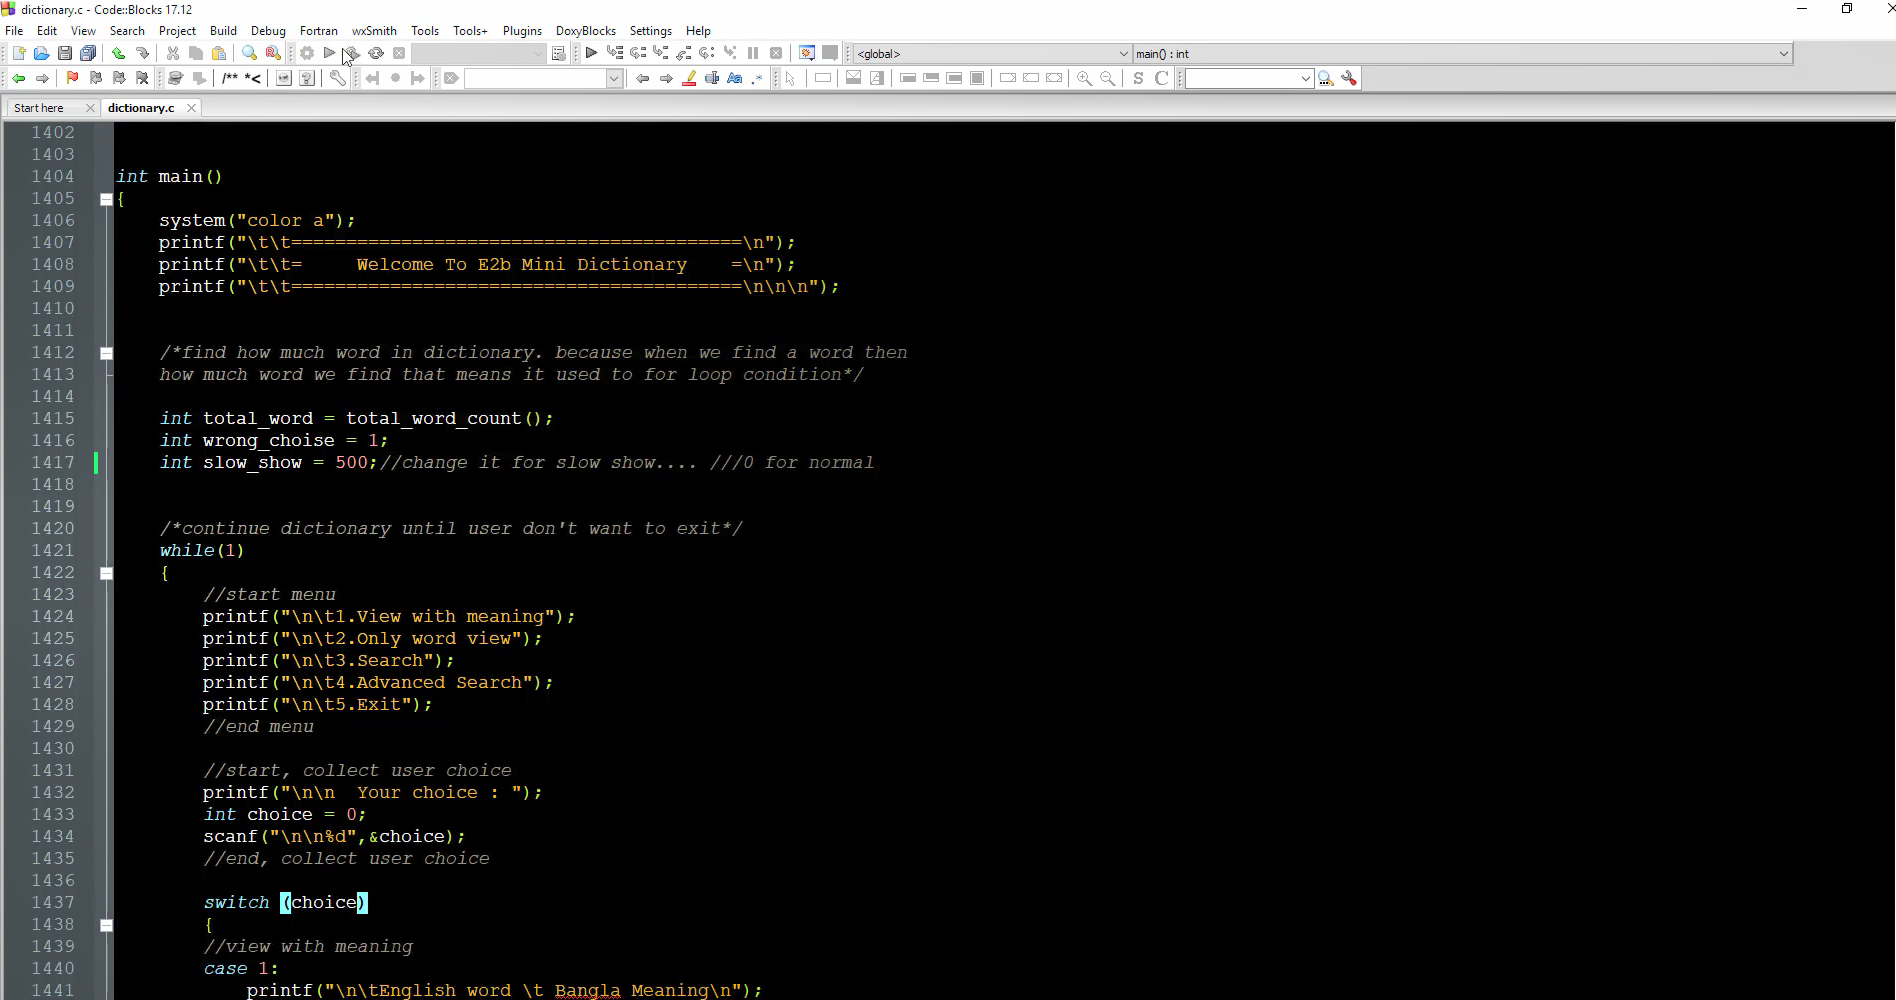 dictionary.c - Code::Blocks 17.12
File Edit View Search Project Build Debug Fortran wxSmith Tools Tools+ Plugins DoxyBlocks Settings Help
<global> main() : int
/** *<
Start here dictionary.c
1402
1403
1404 int main()
1405 {
1406 system("color a");
1407 printf("\t\t=========================================\n");
1408 printf("\t\t=     Welcome To E2b Mini Dictionary    =\n");
1409 printf("\t\t=========================================\n\n\n");
1410
1411
1412 /*find how much word in dictionary. because when we find a word then
1413 how much word we find that means it used to for loop condition*/
1414
1415 int total_word = total_word_count();
1416 int wrong_choise = 1;
1417 int slow_show = 500;//change it for slow show.... ///0 for normal
1418
1419
1420 /*continue dictionary until user don't want to exit*/
1421 while(1)
1422 {
1423 //start menu
1424 printf("\n\t1.View with meaning");
1425 printf("\n\t2.Only word view");
1426 printf("\n\t3.Search");
1427 printf("\n\t4.Advanced Search");
1428 printf("\n\t5.Exit");
1429 //end menu
1430
1431 //start, collect user choice
1432 printf("\n\n  Your choice : ");
1433 int choice = 0;
1434 scanf("\n\n%d",&choice);
1435 //end, collect user choice
1436
1437 switch (choice)
1438 {
1439 //view with meaning
1440 case 1:
1441 printf("\n\tEnglish word \t Bangla Meaning\n");